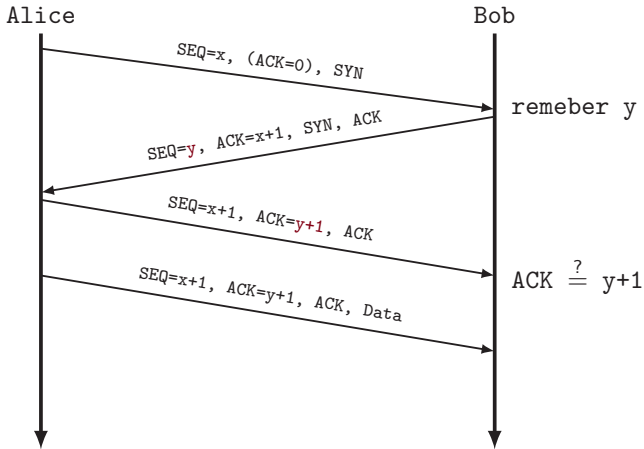 Alice
Bob
SEQ=x, (ACK=0), SYN
remeber y
SEQ=y, ACK=x+1, SYN, ACK
SEQ=x+1, ACK=y+1, ACK
ACK ?= y+1
SEQ=x+1, ACK=y+1, ACK, Data